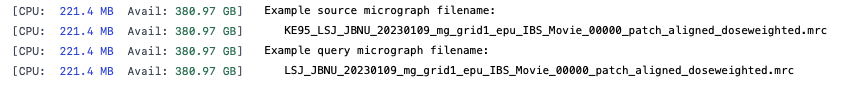 [CPU:  221.4 MB  Avail: 380.97 GB]   Example source micrograph filename:
[CPU:  221.4 MB  Avail: 380.97 GB]      KE95_LSJ_JBNU_20230109_mg_grid1_epu_IBS_Movie_00000_patch_aligned_doseweighted.mrc
[CPU:  221.4 MB  Avail: 380.97 GB]   Example query micrograph filename:
[CPU:  221.4 MB  Avail: 380.97 GB]      LSJ_JBNU_20230109_mg_grid1_epu_IBS_Movie_00000_patch_aligned_doseweighted.mrc